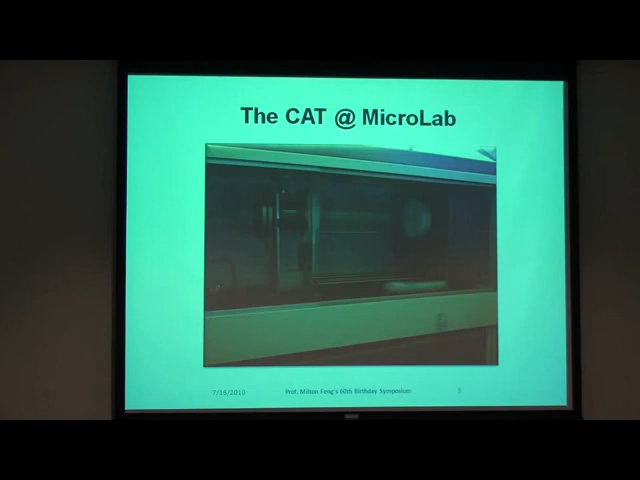 The CAT @ MicroLab
7/16/2010 Prof. Milton Feng's 60th Birthday Symposium